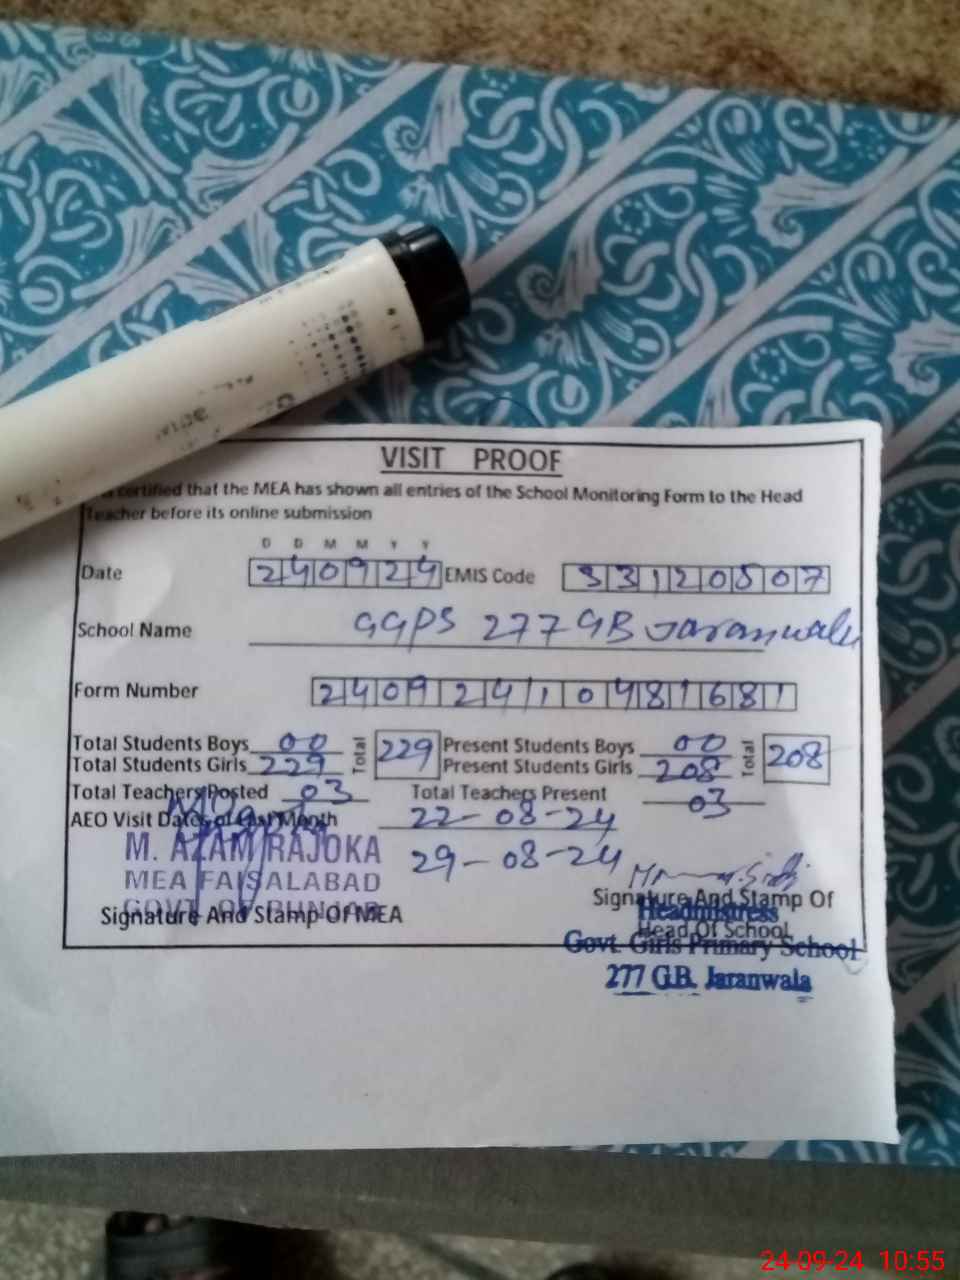 VISIT PROOF
certified that the MEA has shown all entries of the School Monitoring Form to the Head
Teacher before its online submission
D D M M Y Y
Date 240924 EMIS Code 33120507
School Name GGPS 277 GB Jaranwala
Form Number 24092410481681
Total Students Boys 00 Total 229 Present Students Boys 00 Total 208
Total Students Girls 229 Present Students Girls 208
Total Teachers Posted 03 Total Teachers Present 03
AEO Visit Dates of Last Month 22-08-24
29-08-24
M. AZAM RAJOKA
MEA FAISALABAD
GOVT. OF PUNJAB
Signature And Stamp Of MEA
Signature And Stamp Of
Headmistress
Head Of School
Govt. Girls Primary School
277 G.B. Jaranwala
24-09-24 10:55